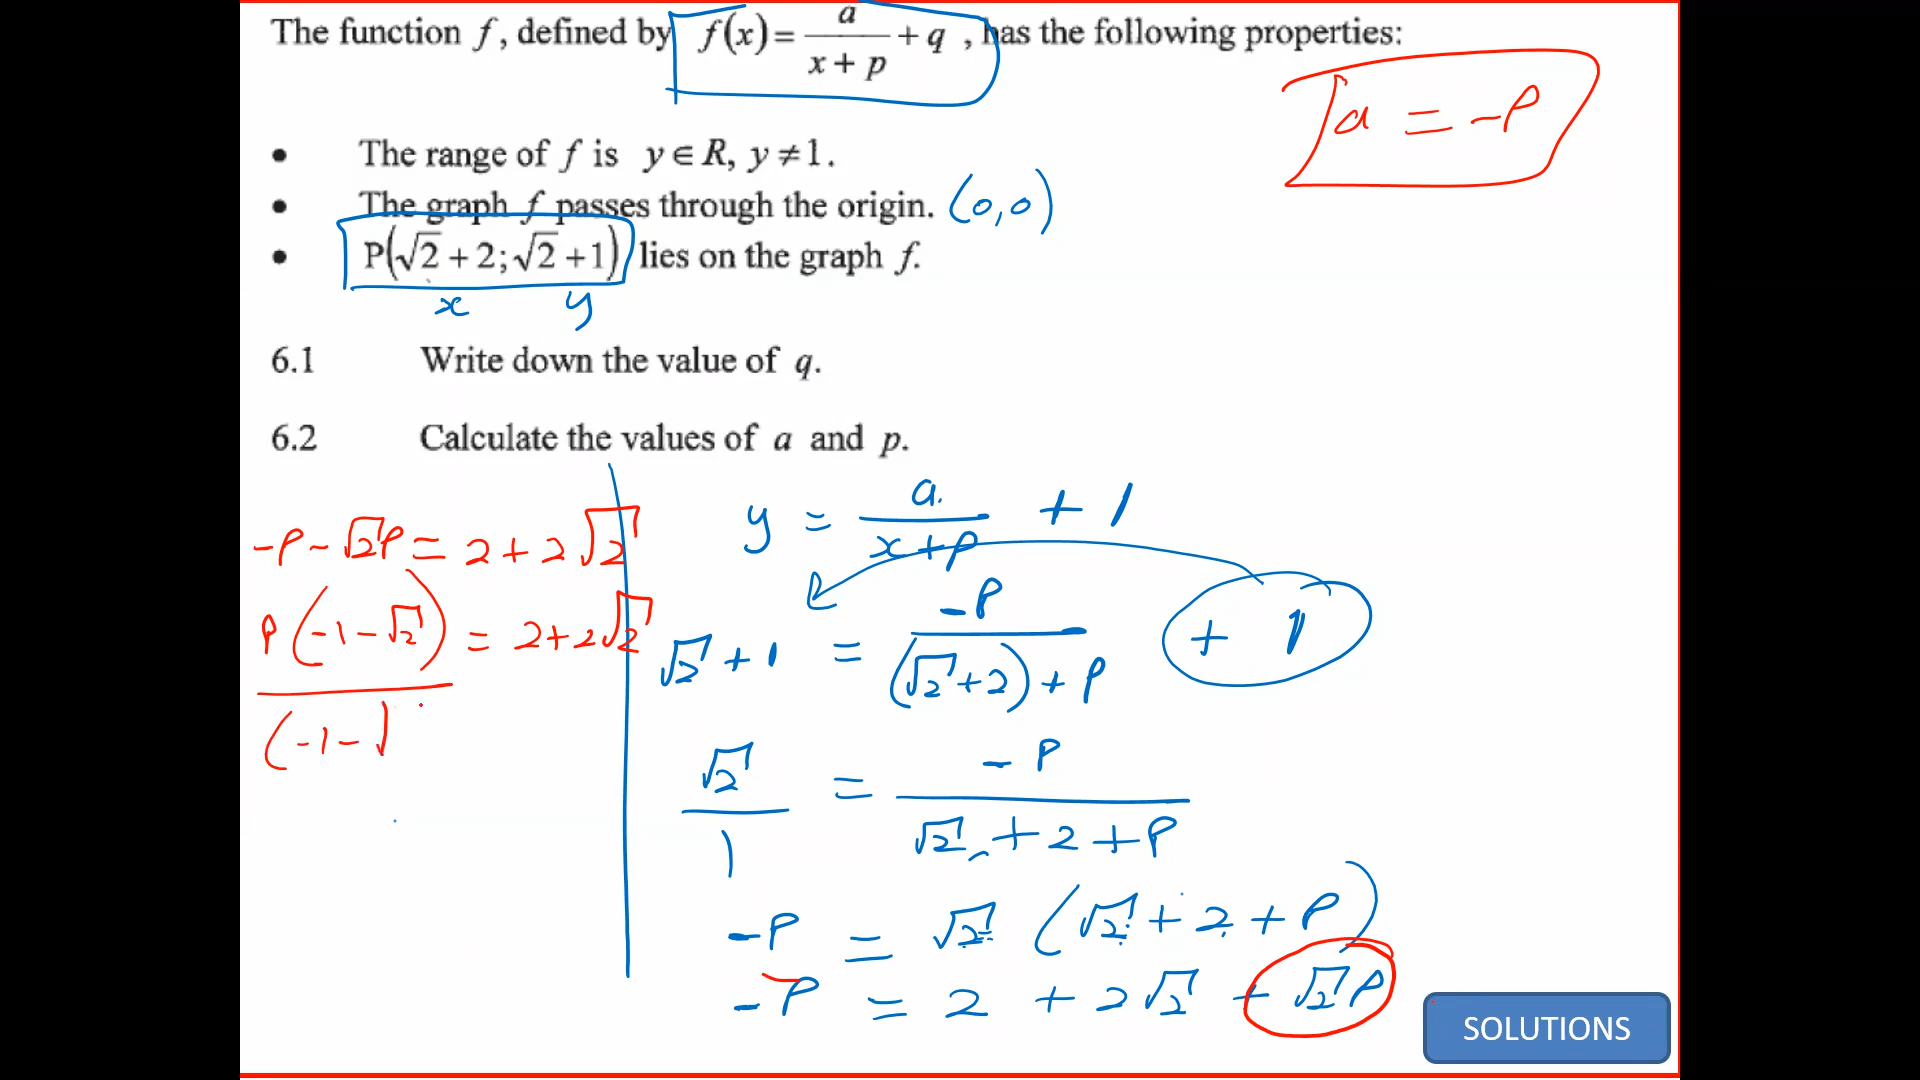 The function f, defined by f(x) = a/(x + p) + q, has the following properties:
a = -P
• The range of f is y ∈ R, y ≠ 1.
• The graph f passes through the origin. (0,0)
• P(√2 + 2; √2 + 1) lies on the graph f.
x y
6.1 Write down the value of q.
6.2 Calculate the values of a and p.
-P - √2P = 2 + 2√2
P(-1 - √2) = 2 + 2√2
(-1 - √
y = a/(x + p) + 1
√2 + 1 = -P/((√2 + 2) + P) + 1
√2/1 = -P/(√2 + 2 + P)
-P = √2 (√2 + 2 + P)
-P = 2 + 2√2 + √2P
SOLUTIONS